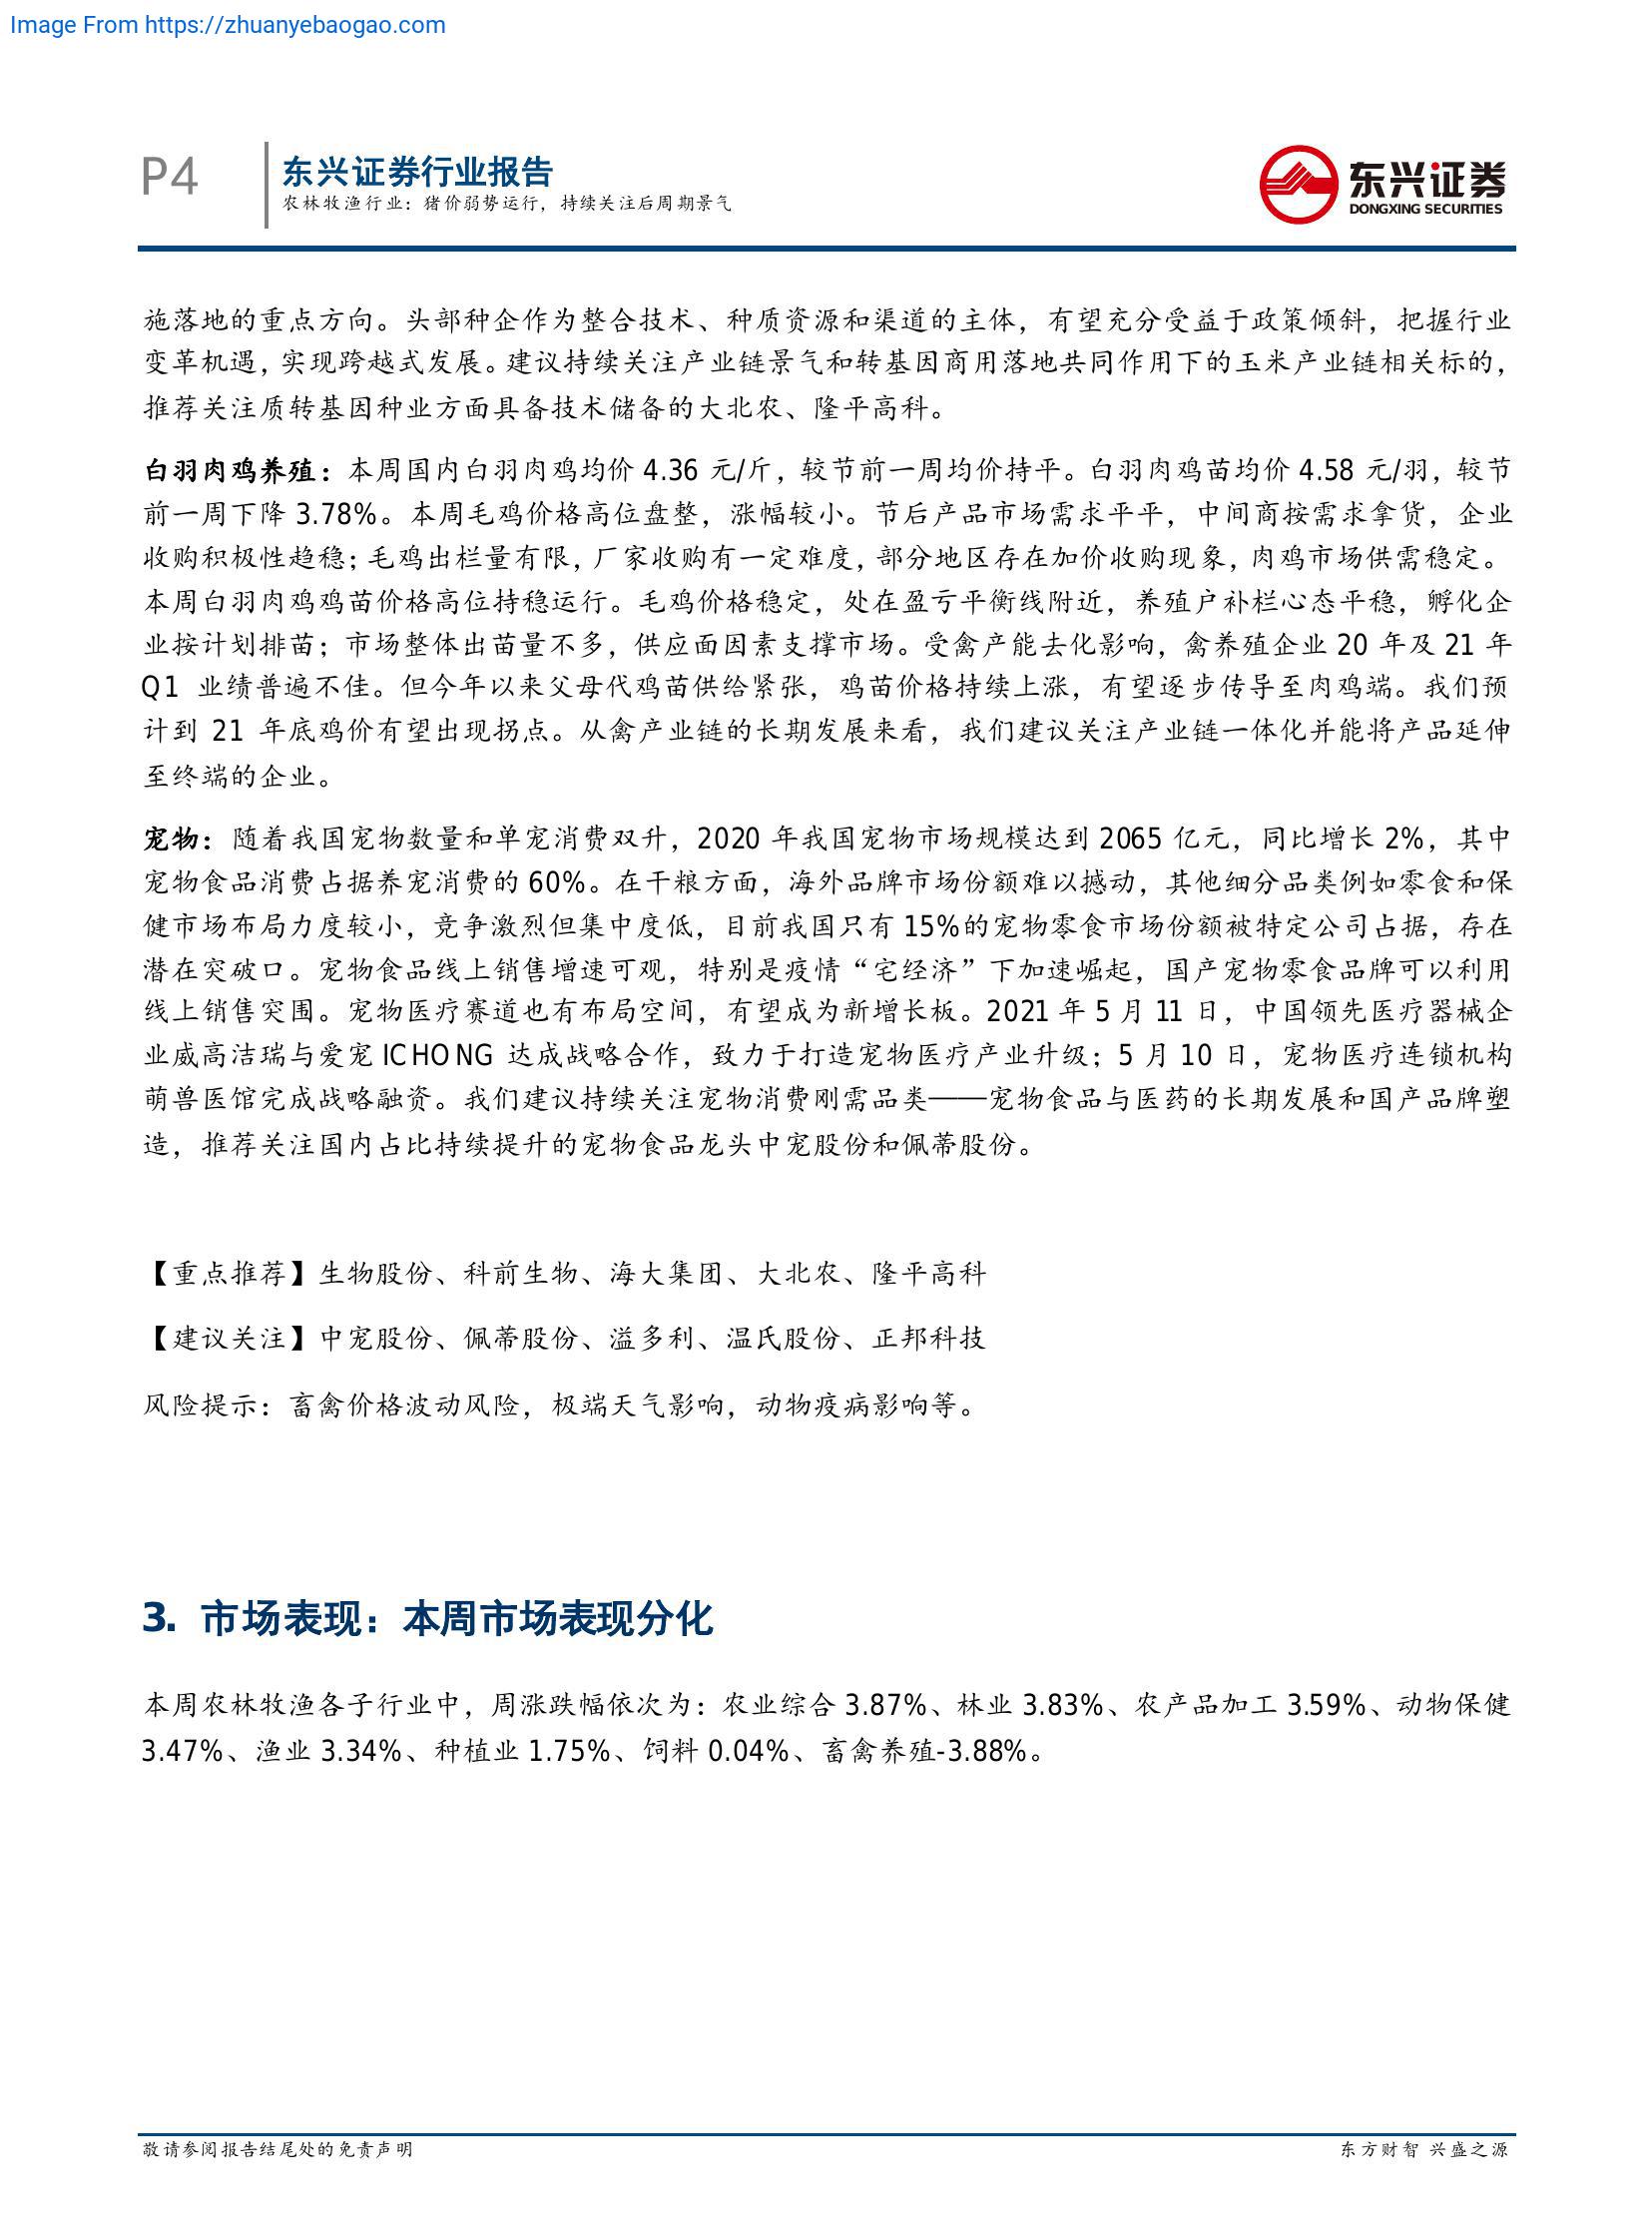 Image From https://zhuanyebaogao.com
P4
东兴证券行业报告
农林牧渔行业：猪价弱势运行，持续关注后周期景气
东兴证券
DONGXING SECURITIES
施落地的重点方向。头部种企作为整合技术、种质资源和渠道的主体，有望充分受益于政策倾斜，把握行业
变革机遇，实现跨越式发展。建议持续关注产业链景气和转基因商用落地共同作用下的玉米产业链相关标的，
推荐关注质转基因种业方面具备技术储备的大北农、隆平高科。
白羽肉鸡养殖：本周国内白羽肉鸡均价 4.36 元/斤，较节前一周均价持平。白羽肉鸡苗均价 4.58 元/羽，较节
前一周下降 3.78%。本周毛鸡价格高位盘整，涨幅较小。节后产品市场需求平平，中间商按需求拿货，企业
收购积极性趋稳；毛鸡出栏量有限，厂家收购有一定难度，部分地区存在加价收购现象，肉鸡市场供需稳定。
本周白羽肉鸡鸡苗价格高位持稳运行。毛鸡价格稳定，处在盈亏平衡线附近，养殖户补栏心态平稳，孵化企
业按计划排苗；市场整体出苗量不多，供应面因素支撑市场。受禽产能去化影响，禽养殖企业 20 年及 21 年
Q1 业绩普遍不佳。但今年以来父母代鸡苗供给紧张，鸡苗价格持续上涨，有望逐步传导至肉鸡端。我们预
计到 21 年底鸡价有望出现拐点。从禽产业链的长期发展来看，我们建议关注产业链一体化并能将产品延伸
至终端的企业。
宠物：随着我国宠物数量和单宠消费双升，2020 年我国宠物市场规模达到 2065 亿元，同比增长 2%，其中
宠物食品消费占据养宠消费的 60%。在干粮方面，海外品牌市场份额难以撼动，其他细分品类例如零食和保
健市场布局力度较小，竞争激烈但集中度低，目前我国只有 15%的宠物零食市场份额被特定公司占据，存在
潜在突破口。宠物食品线上销售增速可观，特别是疫情“宅经济”下加速崛起，国产宠物零食品牌可以利用
线上销售突围。宠物医疗赛道也有布局空间，有望成为新增长板。2021 年 5 月 11 日，中国领先医疗器械企
业威高洁瑞与爱宠 ICHONG 达成战略合作，致力于打造宠物医疗产业升级；5 月 10 日，宠物医疗连锁机构
萌兽医馆完成战略融资。我们建议持续关注宠物消费刚需品类——宠物食品与医药的长期发展和国产品牌塑
造，推荐关注国内占比持续提升的宠物食品龙头中宠股份和佩蒂股份。
【重点推荐】生物股份、科前生物、海大集团、大北农、隆平高科
【建议关注】中宠股份、佩蒂股份、溢多利、温氏股份、正邦科技
风险提示：畜禽价格波动风险，极端天气影响，动物疫病影响等。
3. 市场表现：本周市场表现分化
本周农林牧渔各子行业中，周涨跌幅依次为：农业综合 3.87%、林业 3.83%、农产品加工 3.59%、动物保健
3.47%、渔业 3.34%、种植业 1.75%、饲料 0.04%、畜禽养殖-3.88%。
敬请参阅报告结尾处的免责声明
东方财智 兴盛之源